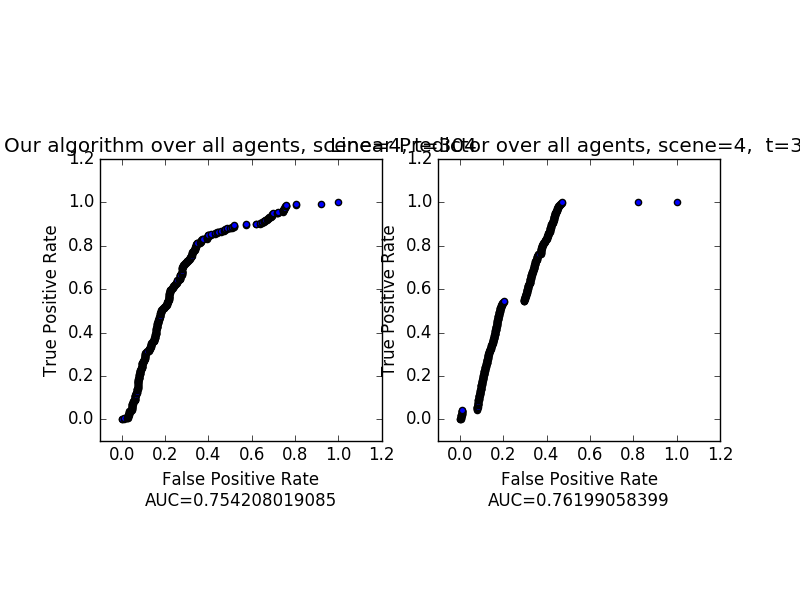 Our algorithm over all agents, scene=4, t=304
Linear Predictor over all agents, scene=4, t=3
1.2
1.0
0.8
0.6
0.4
0.2
0.0
True Positive Rate
0.0 0.2 0.4 0.6 0.8 1.0 1.2
False Positive Rate
AUC=0.754208019085
1.2
1.0
0.8
0.6
0.4
0.2
0.0
True Positive Rate
0.0 0.2 0.4 0.6 0.8 1.0 1.2
False Positive Rate
AUC=0.76199058399